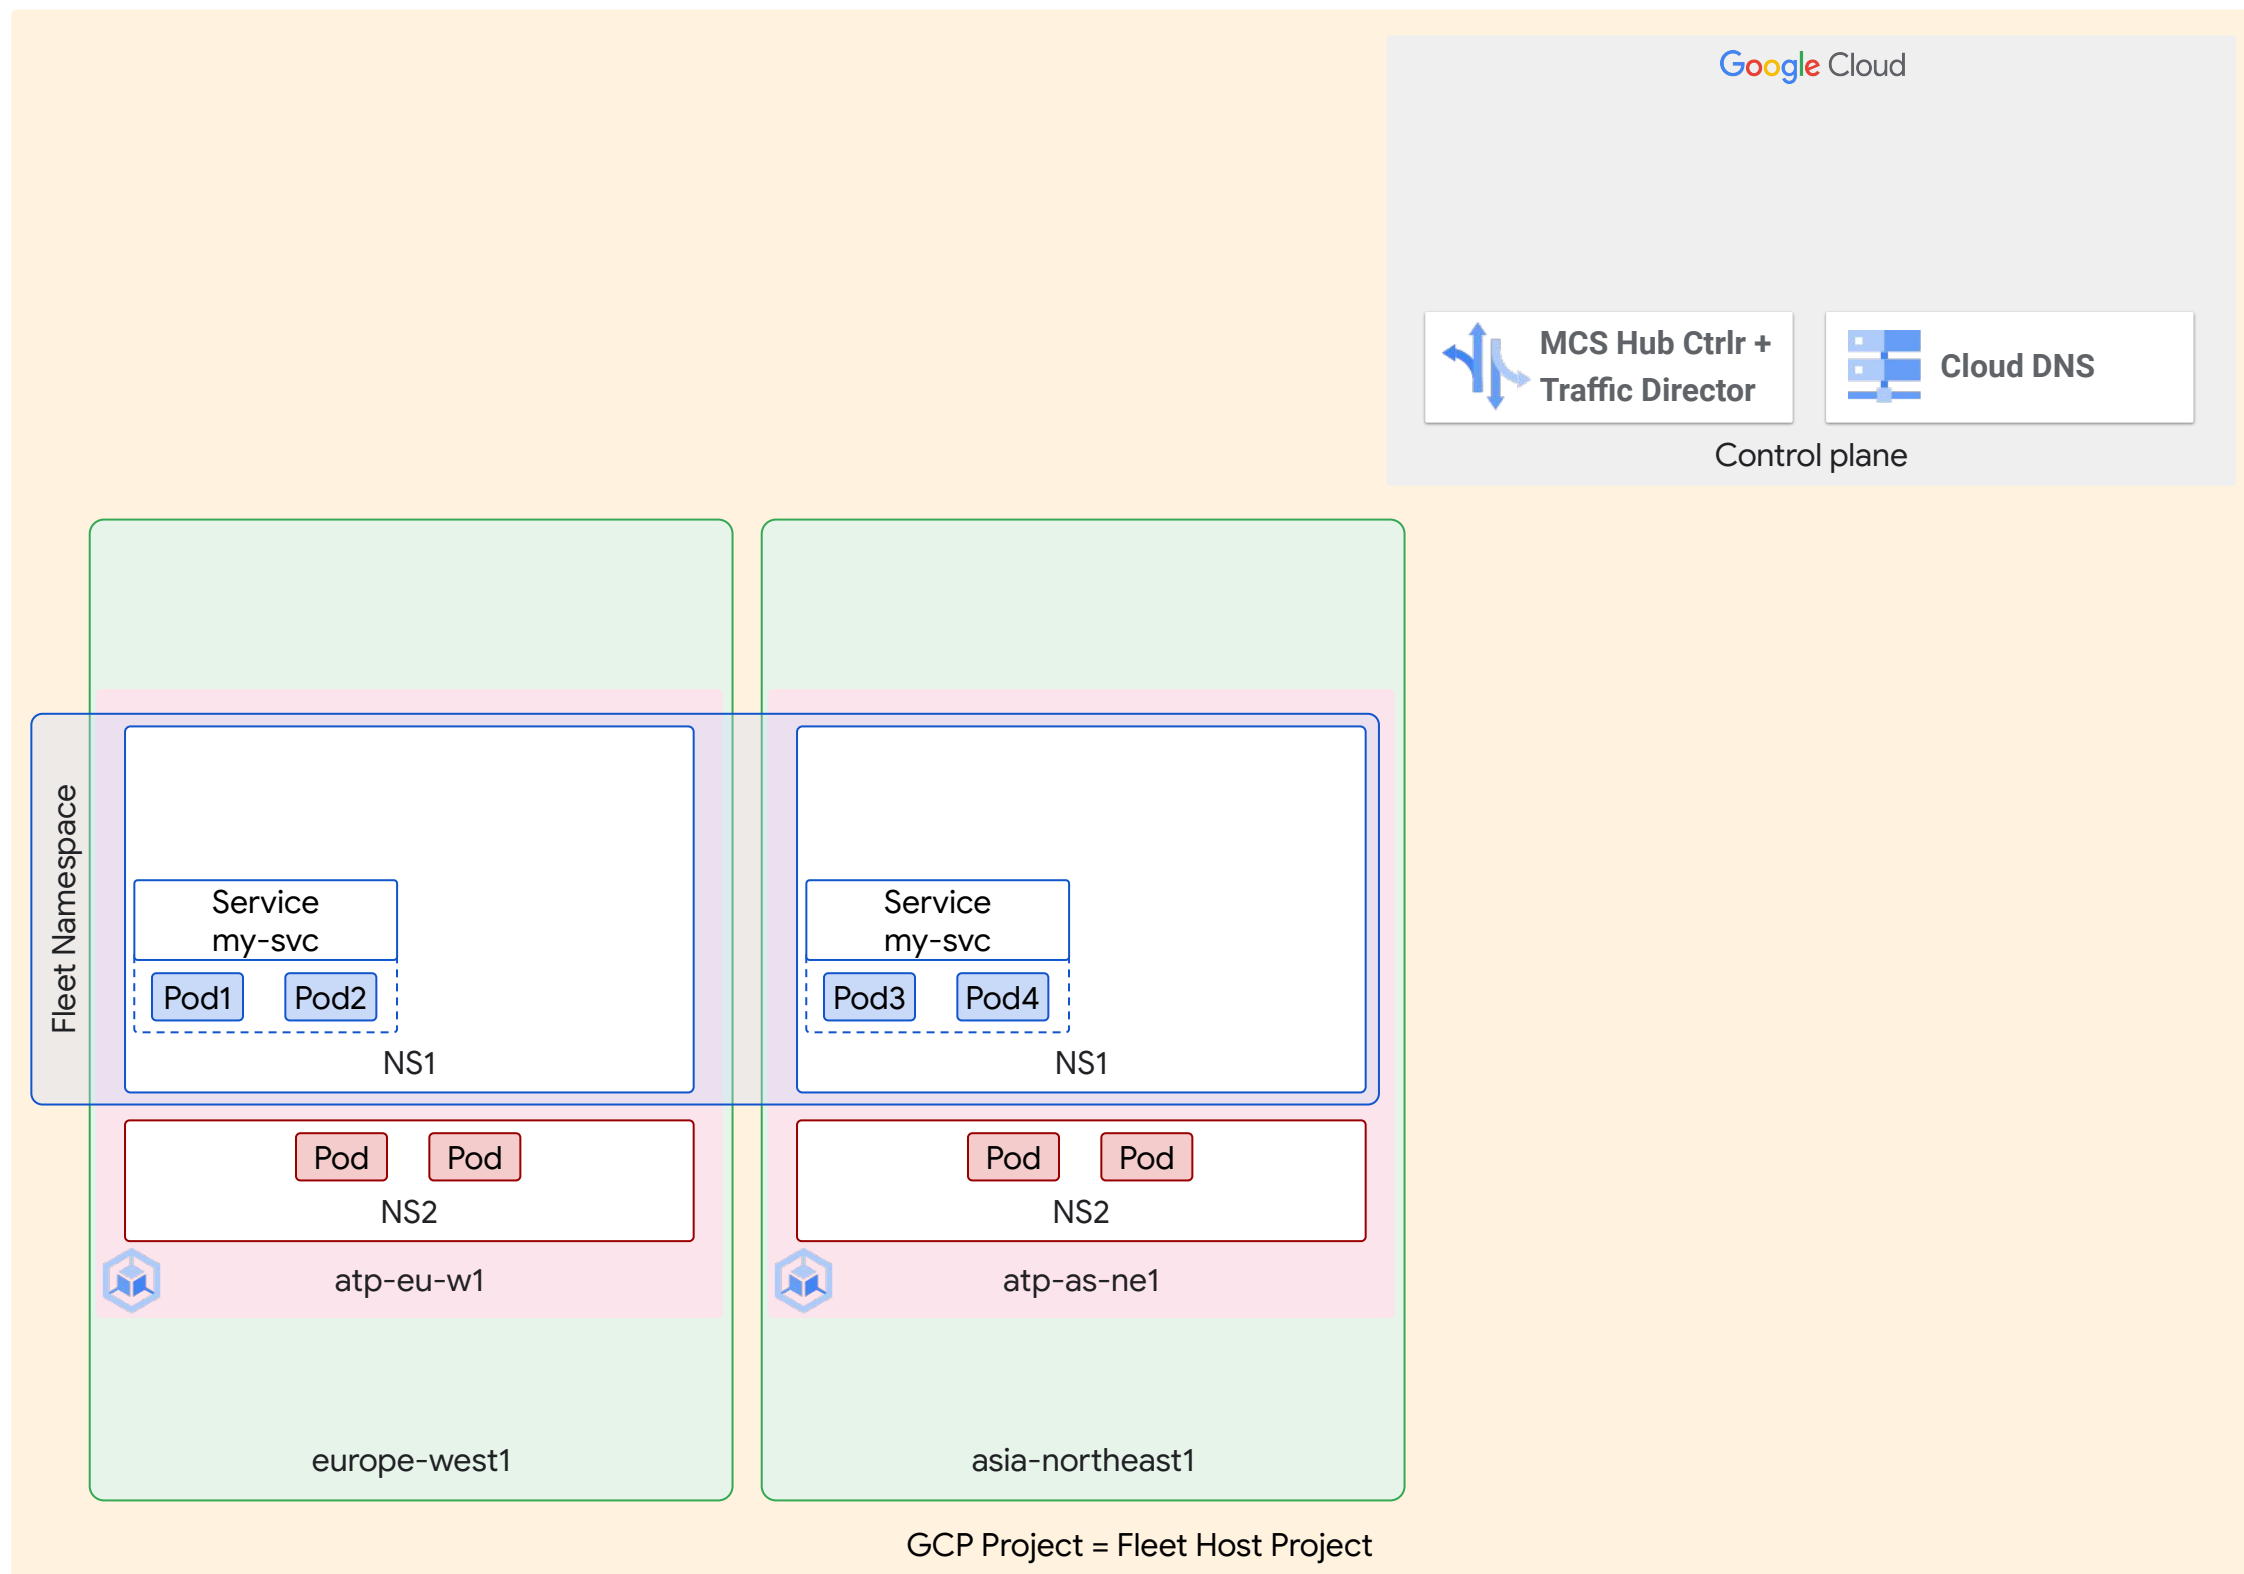 Google Cloud
MCS Hub Ctrlr +
Traffic Director
Cloud DNS
Control plane
Fleet Namespace
Service
my-svc
Pod1
Pod2
NS1
Pod
Pod
NS2
atp-eu-w1
europe-west1
Service
my-svc
Pod3
Pod4
NS1
Pod
Pod
NS2
atp-as-ne1
asia-northeast1
GCP Project = Fleet Host Project